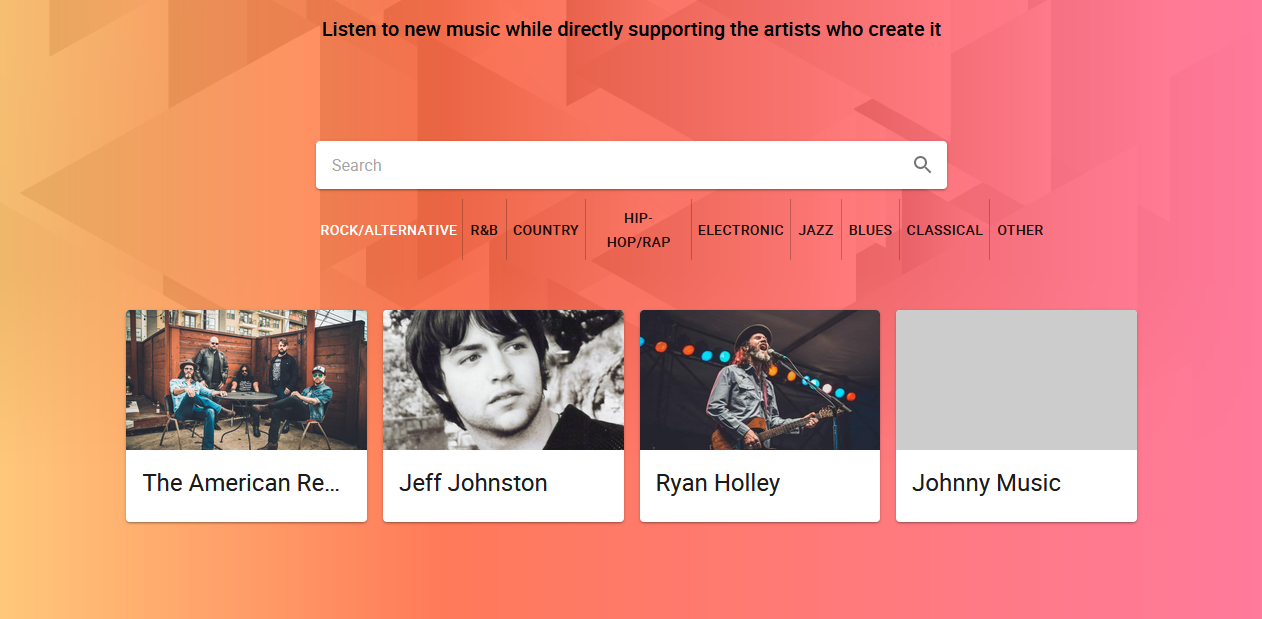 Listen to new music while directly supporting the artists who create it
Search
ROCK/ALTERNATIVE R&B COUNTRY HIP-HOP/RAP ELECTRONIC JAZZ BLUES CLASSICAL OTHER
The American Re... Jeff Johnston Ryan Holley Johnny Music